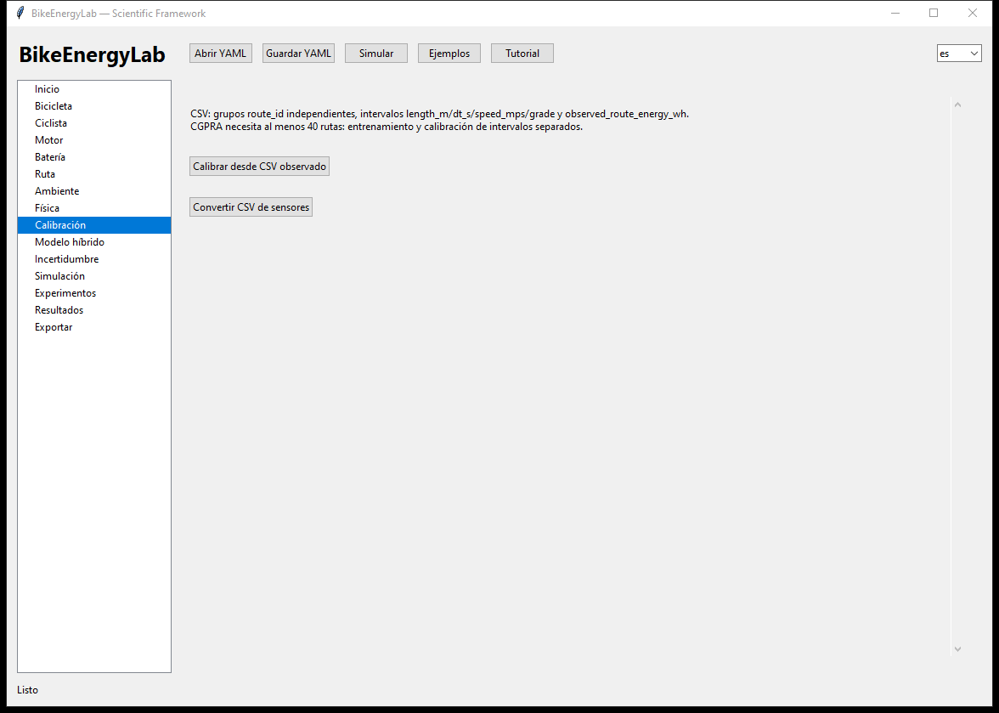 BikeEnergyLab — Scientific Framework
BikeEnergyLab
Abrir YAML
Guardar YAML
Simular
Ejemplos
Tutorial
es
Inicio
Bicicleta
Ciclista
Motor
Batería
Ruta
Ambiente
Física
Calibración
Modelo híbrido
Incertidumbre
Simulación
Experimentos
Resultados
Exportar
CSV: grupos route_id independientes, intervalos length_m/dt_s/speed_mps/grade y observed_route_energy_wh.
CGPRA necesita al menos 40 rutas: entrenamiento y calibración de intervalos separados.
Calibrar desde CSV observado
Convertir CSV de sensores
Listo